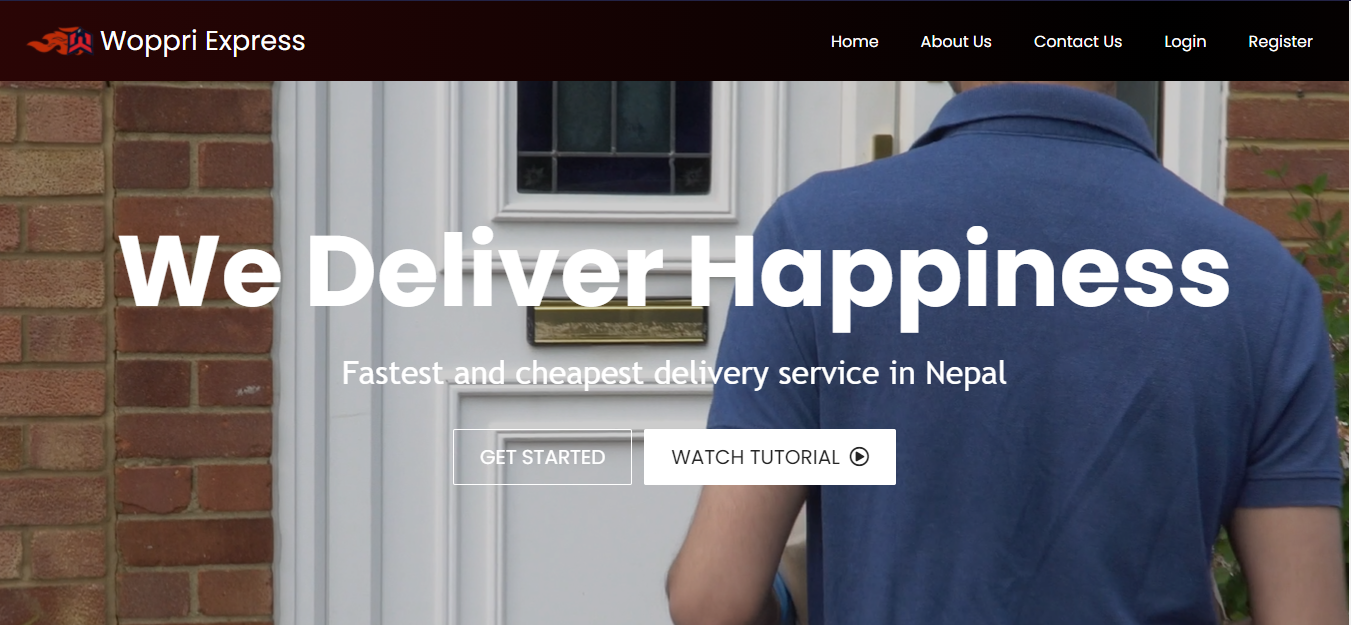 Woppri Express
Home About Us Contact Us Login Register
We Deliver Happiness
Fastest and cheapest delivery service in Nepal
GET STARTED WATCH TUTORIAL